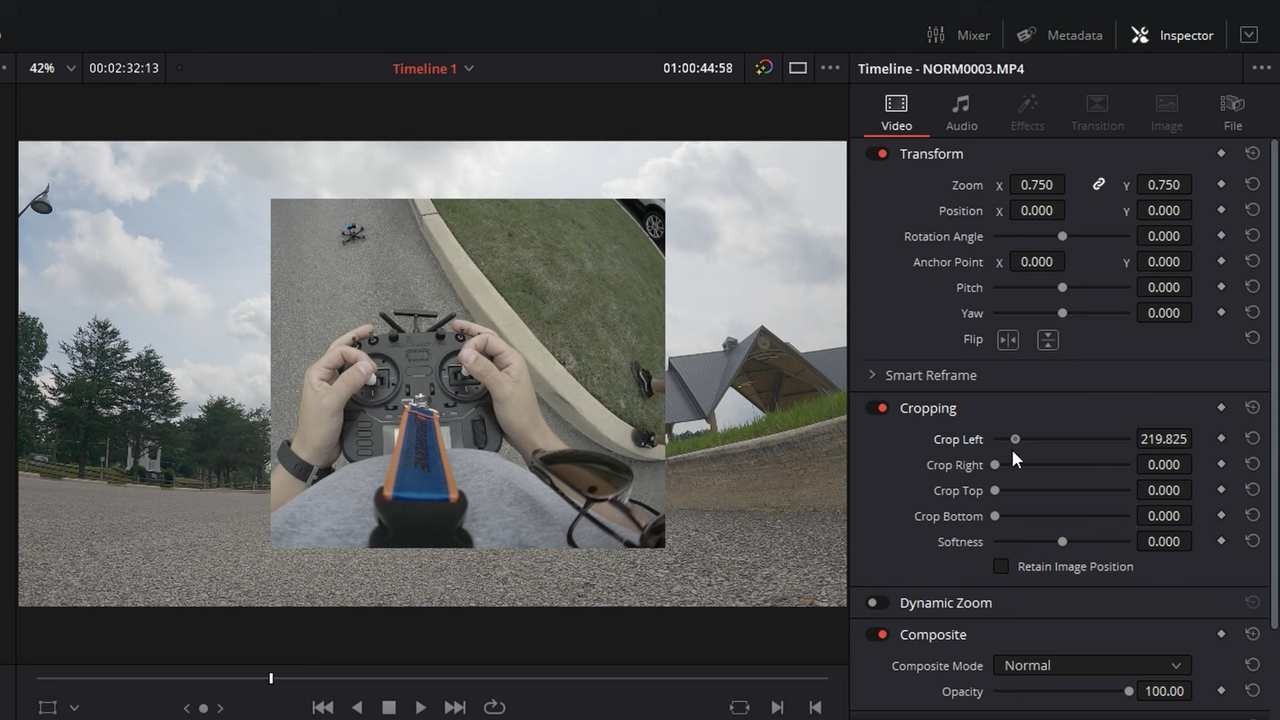 Mixer Metadata Inspector
42% 00:02:32:13 Timeline 1 01:00:44:58 Timeline - NORM0003.MP4
Video Audio Effects Transition Image File
Transform
Zoom X 0.750 Y 0.750
Position X 0.000 Y 0.000
Rotation Angle 0.000
Anchor Point X 0.000 Y 0.000
Pitch 0.000
Yaw 0.000
Flip
Smart Reframe
Cropping
Crop Left 219.825
Crop Right 0.000
Crop Top 0.000
Crop Bottom 0.000
Softness 0.000
Retain Image Position
Dynamic Zoom
Composite
Composite Mode Normal
Opacity 100.00